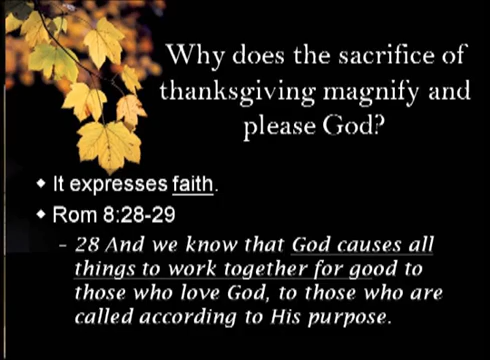 Why does the sacrifice of
thanksgiving magnify and
please God?
◆ It expresses faith.
◆ Rom 8:28-29
– 28 And we know that God causes all
things to work together for good to
those who love God, to those who are
called according to His purpose.